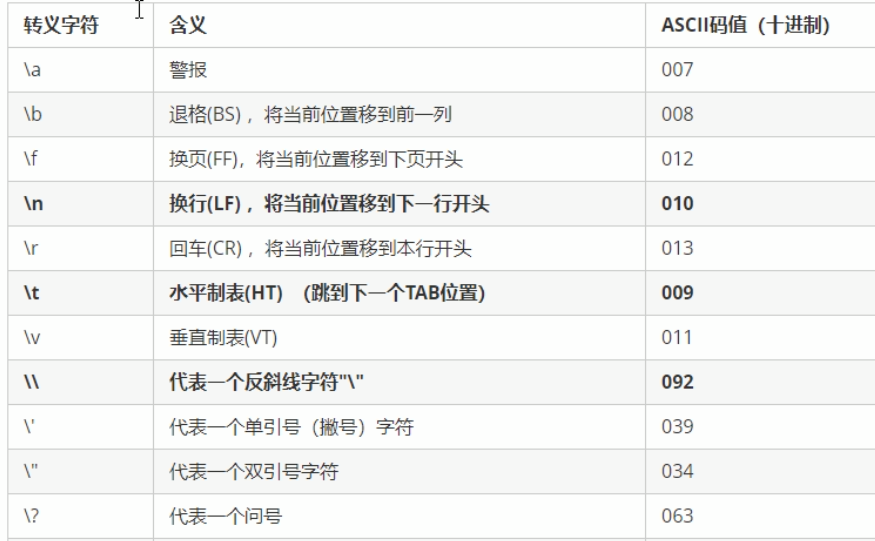 转义字符 含义 ASCII码值（十进制）
\a 警报 007
\b 退格(BS) ，将当前位置移到前一列 008
\f 换页(FF)，将当前位置移到下页开头 012
\n 换行(LF) ，将当前位置移到下一行开头 010
\r 回车(CR) ，将当前位置移到本行开头 013
\t 水平制表(HT) （跳到下一个TAB位置） 009
\v 垂直制表(VT) 011
\\ 代表一个反斜线字符"\" 092
\' 代表一个单引号（撇号）字符 039
\" 代表一个双引号字符 034
\? 代表一个问号 063